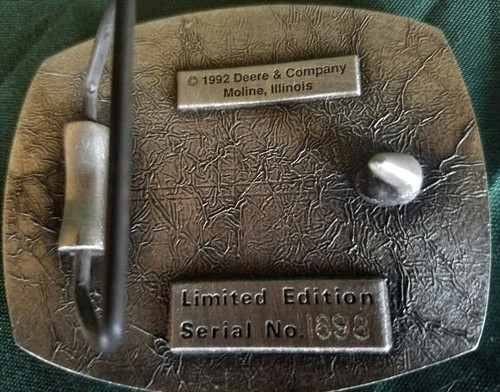 © 1992 Deere & Company
Moline, Illinois
Limited Edition
Serial No. 1698